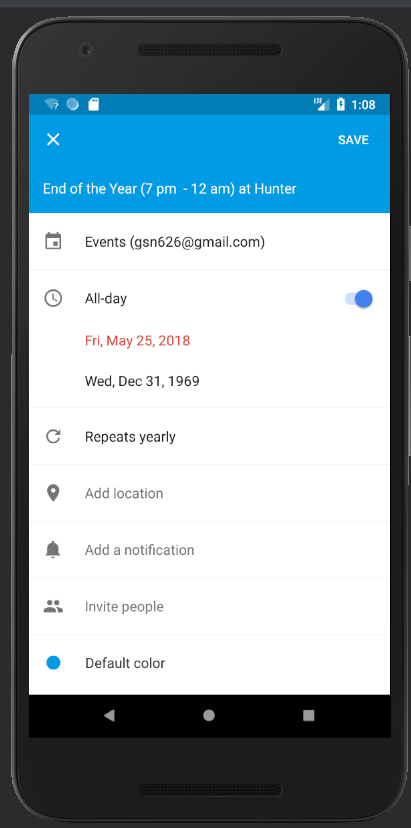 LTE 1:08
SAVE
End of the Year (7 pm - 12 am) at Hunter
Events (gsn626@gmail.com)
All-day
Fri, May 25, 2018
Wed, Dec 31, 1969
Repeats yearly
Add location
Add a notification
Invite people
Default color